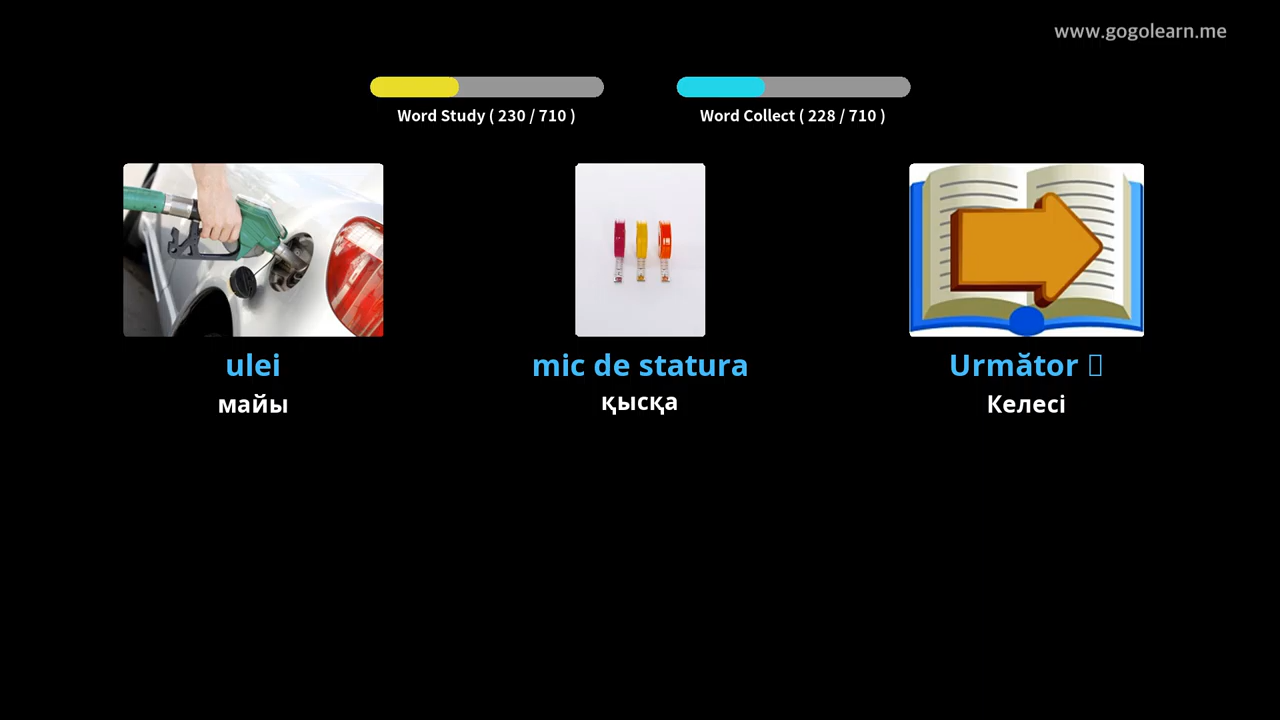 www.gogolearn.me
Word Study ( 230 / 710 )
Word Collect ( 228 / 710 )
ulei
mic de statura
Următor
майы
қысқа
Келесі